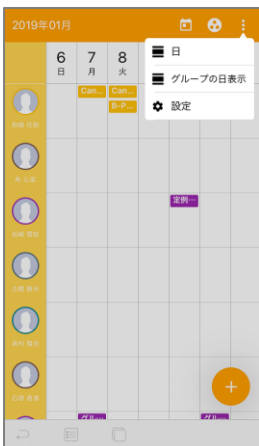 2019年01月
日
6
日
7
月
8
火
グループの日表示
設定
Can...
Can...
B-P...
定例…
+
グル…
グル…